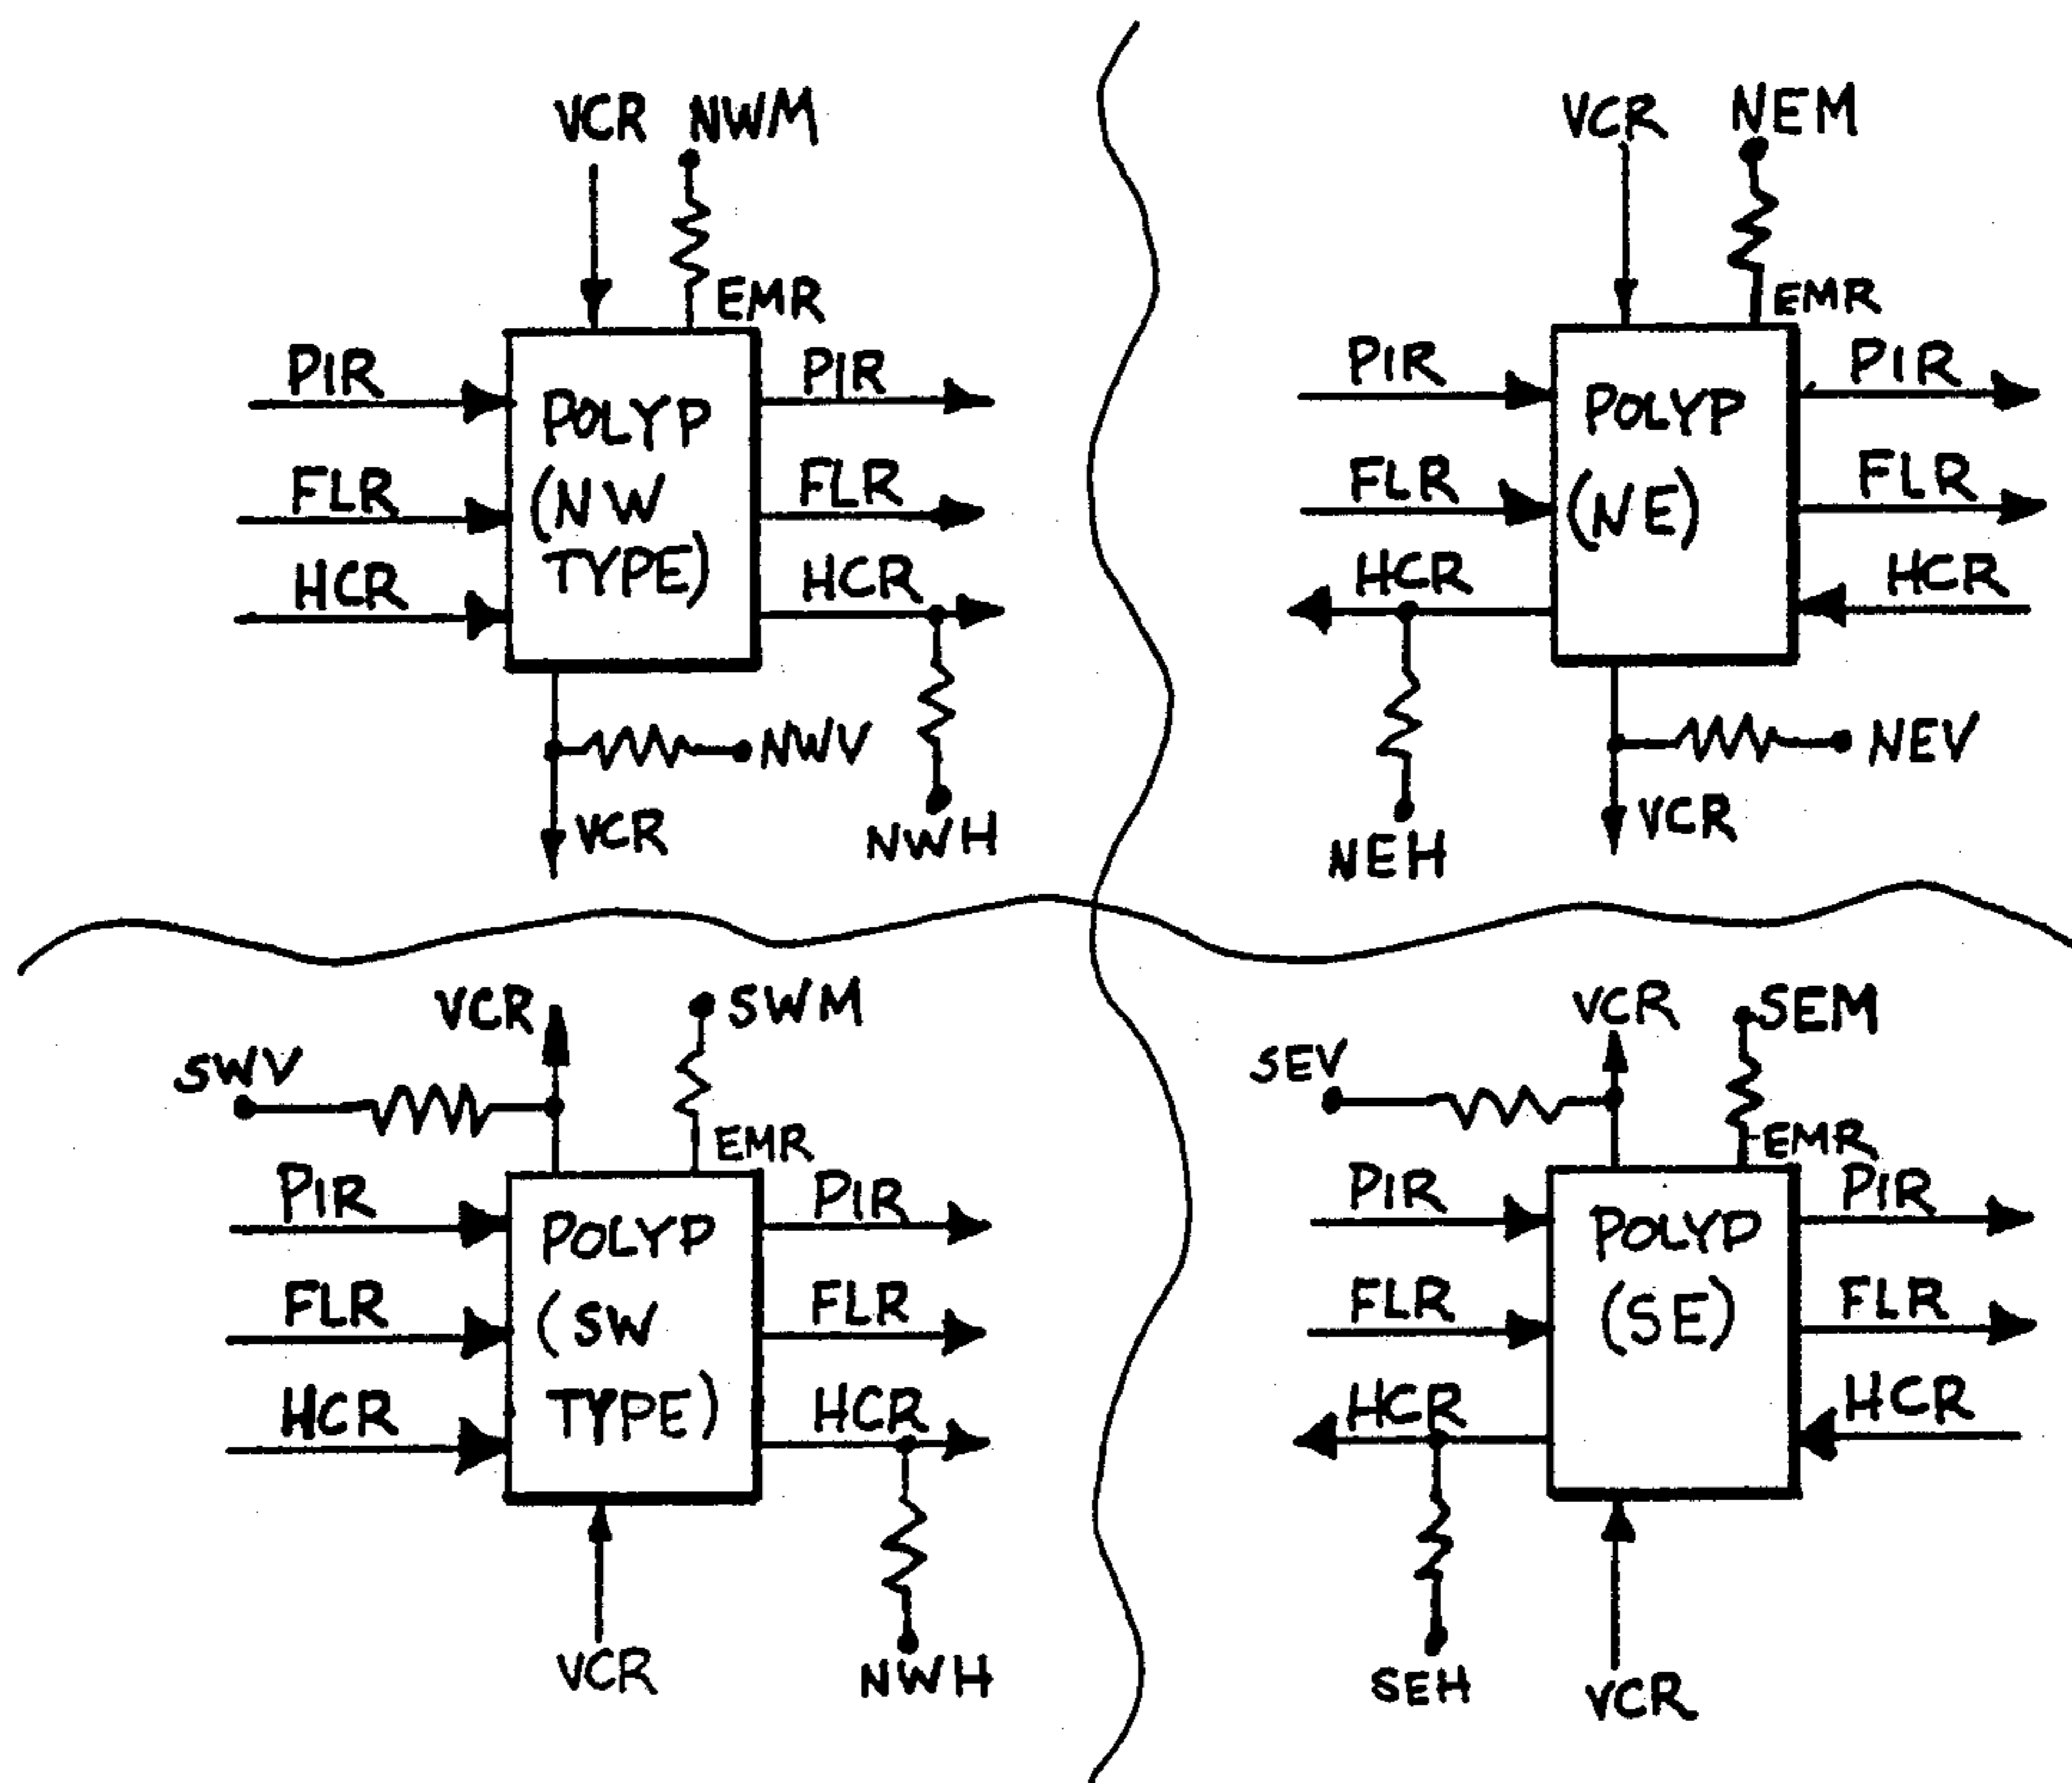 VCR NWM
EMR
PIR
PIR
POLYP
(NW
TYPE)
FLR
FLR
HCR
HCR
NWV
VCR
NWH
VCR NEM
EMR
PIR
PIR
POLYP
(NE)
FLR
FLR
HCR
HCR
NEV
VCR
NEH
VCR
SWM
SWV
EMR
PIR
PIR
POLYP
(SW
TYPE)
FLR
FLR
HCR
HCR
VCR
NWH
VCR
SEM
SEV
EMR
PIR
PIR
POLYP
(SE)
FLR
FLR
HCR
HCR
SEH
VCR